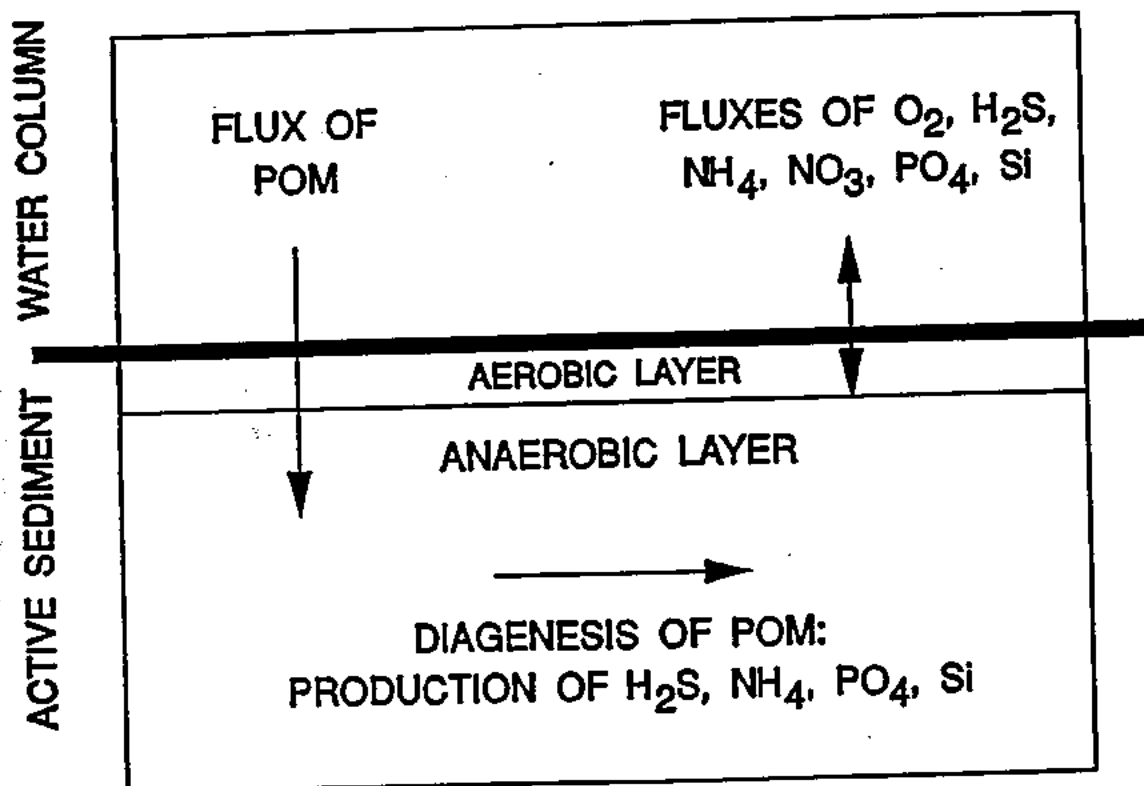 WATER COLUMN
FLUX OF
POM
FLUXES OF O₂, H₂S,
NH₄, NO₃, PO₄, Si
ACTIVE SEDIMENT
AEROBIC LAYER
ANAEROBIC LAYER
DIAGENESIS OF POM:
PRODUCTION OF H₂S, NH₄, PO₄, Si